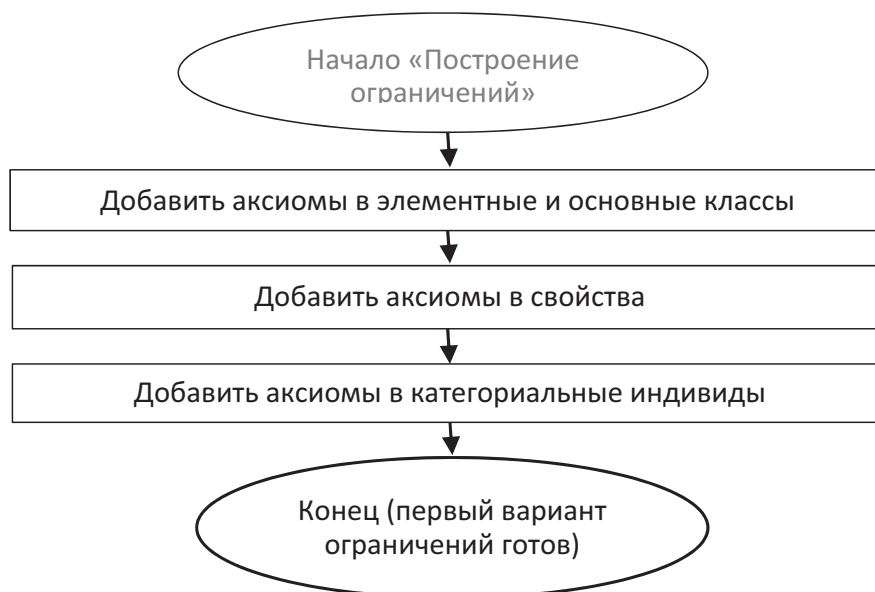 Начало «Построение
ограничений»
Добавить аксиомы в элементные и основные классы
Добавить аксиомы в свойства
Добавить аксиомы в категориальные индивиды
Конец (первый вариант
ограничений готов)